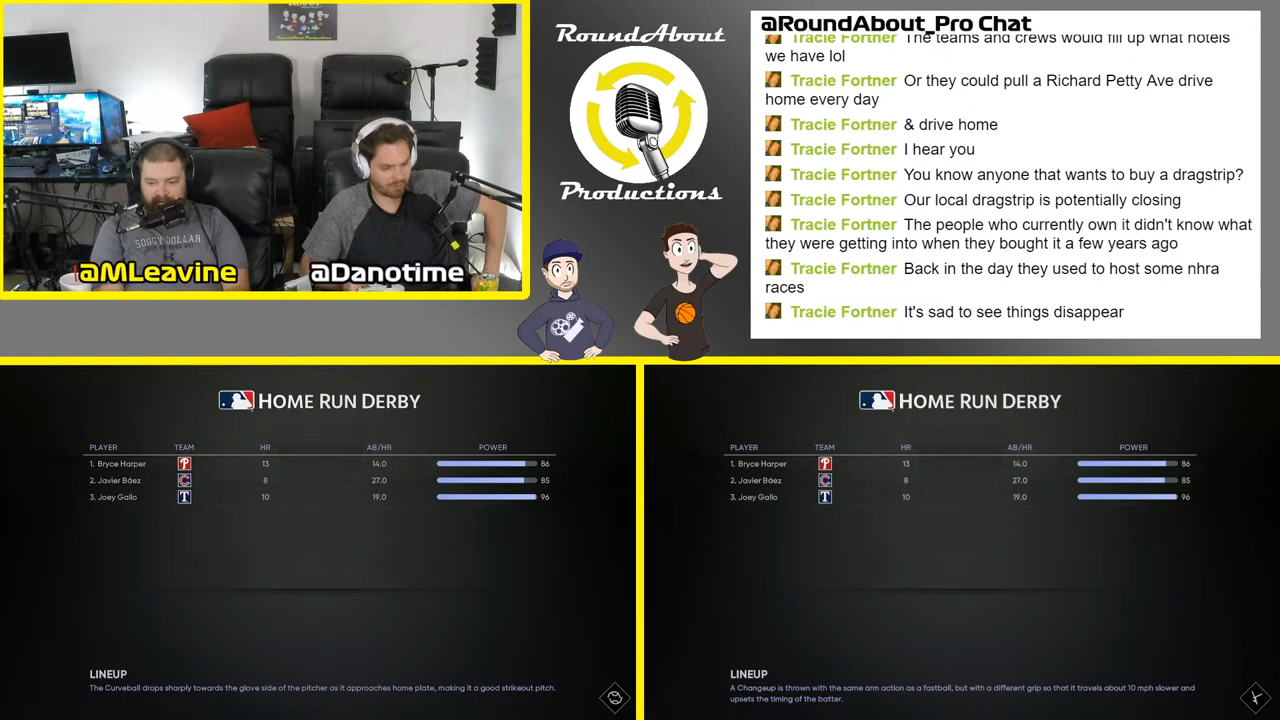 RoundAbout
Productions
SOGGY DOLLAR
@MLeavine
@Danotime
@RoundAbout_Pro Chat
Tracie Fortner The teams and crews would fill up what hotels
we have lol
Tracie Fortner Or they could pull a Richard Petty Ave drive
home every day
Tracie Fortner & drive home
Tracie Fortner I hear you
Tracie Fortner You know anyone that wants to buy a dragstrip?
Tracie Fortner Our local dragstrip is potentially closing
Tracie Fortner The people who currently own it didn't know what
they were getting into when they bought it a few years ago
Tracie Fortner Back in the day they used to host some nhra
races
Tracie Fortner It's sad to see things disappear
HOME RUN DERBY
PLAYER TEAM HR AB/HR POWER
1. Bryce Harper P 13 14.0 86
2. Javier Báez C 8 27.0 85
3. Joey Gallo T 10 19.0 96
LINEUP
The Curveball drops sharply towards the glove side of the pitcher as it approaches home plate, making it a good strikeout pitch.
HOME RUN DERBY
PLAYER TEAM HR AB/HR POWER
1. Bryce Harper P 13 14.0 86
2. Javier Báez C 8 27.0 85
3. Joey Gallo T 10 19.0 96
LINEUP
A Changeup is thrown with the same arm action as a fastball, but with a different grip so that it travels about 10 mph slower and
upsets the timing of the batter.